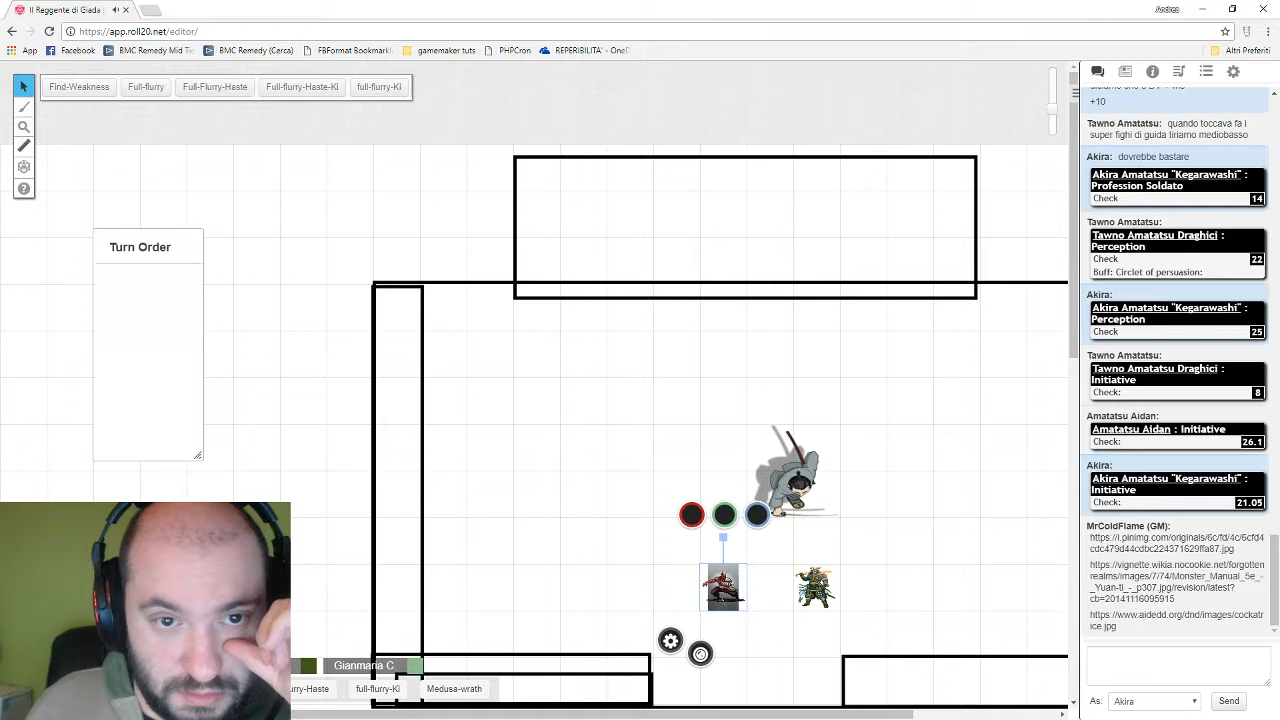 Il Reggente di Giada
Andrea
https://app.roll20.net/editor/
App
Facebook
BMC Remedy Mid Tie
BMC Remedy (Cerca)
FBFormat Bookmarkl
gamemaker tuts
PHPCron
REPERIBILITA' - OneD
Altri Preferiti
FInd-Weakness
Full-flurry
Full-Flurry-Haste
Full-flurry-Haste-Ki
full-flurry-KI
Turn Order
+10
Tawno Amatatsu: quando toccava fa I
super fighi di guida tiriamo mediobasso
Akira: dovrebbe bastare
Akira Amatatsu "Kegarawashi" :
Profession Soldato
Check 14
Tawno Amatatsu:
Tawno Amatatsu Draghici :
Perception
Check 22
Buff: Circlet of persuasion:
Akira:
Akira Amatatsu "Kegarawashi" :
Perception
Check 25
Tawno Amatatsu:
Tawno Amatatsu Draghici :
Initiative
Check: 8
Amatatsu Aidan:
Amatatsu Aidan : Initiative
Check: 26.1
Akira:
Akira Amatatsu "Kegarawashi" :
Initiative
Check: 21.05
MrColdFlame (GM):
https://i.pinimg.com/originals/6c/fd/4c/6cfd4
cdc479d44cdbc224371629ffa87.jpg
https://vignette.wikia.nocookie.net/forgotten
realms/images/7/74/Monster_Manual_5e_-
_Yuan-ti_-_p307.jpg/revision/latest?
cb=20141116095915
https://www.aidedd.org/dnd/images/cockat
rice.jpg
Gianmaria C
urry-Haste
full-flurry-Ki
Medusa-wrath
As:
Akira
Send